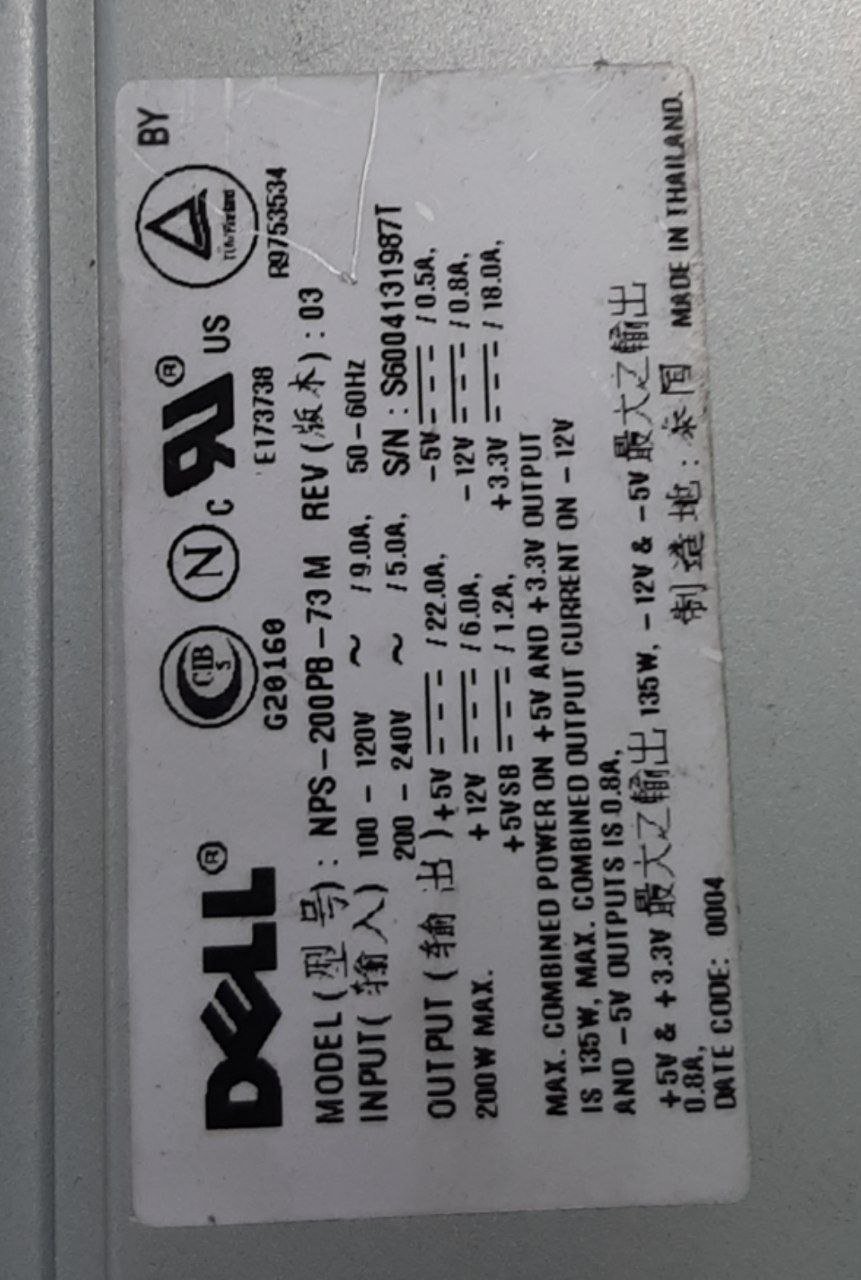 DELL® CIB S N C UR® US TÜV Rheinland BY
G20160 E173738 R9753534
MODEL(型号): NPS-200PB-73M REV(版本): 03
INPUT(输入) 100-120V ~ /9.0A, 50-60Hz
200-240V ~ /5.0A, S/N: S6004131987T
OUTPUT(输出) +5V ⎓ /22.0A, -5V ⎓ /0.5A,
200W MAX. +12V ⎓ /6.0A, -12V ⎓ /0.8A,
+5VSB ⎓ /1.2A, +3.3V ⎓ /18.0A,
MAX. COMBINED POWER ON +5V AND +3.3V OUTPUT
IS 135W, MAX. COMBINED OUTPUT CURRENT ON -12V
AND -5V OUTPUTS IS 0.8A,
+5V & +3.3V 最大之輸出 135W, -12V & -5V 最大之輸出
0.8A,
DATE CODE: 0004 制造地: 泰国 MADE IN THAILAND.